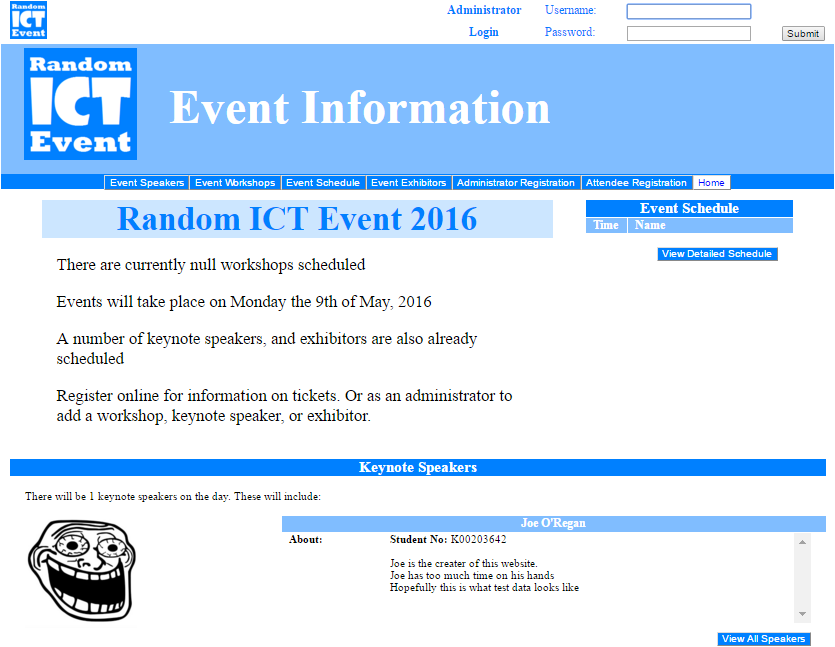 Random
ICT
Event
Administrator
Login
Username:
Password:
Submit
Random
ICT
Event
Event Information
Event Speakers
Event Workshops
Event Schedule
Event Exhibitors
Administrator Registration
Attendee Registration
Home
Random ICT Event 2016
There are currently null workshops scheduled
Events will take place on Monday the 9th of May, 2016
A number of keynote speakers, and exhibitors are also already
scheduled
Register online for information on tickets. Or as an administrator to
add a workshop, keynote speaker, or exhibitor.
Event Schedule
Time Name
View Detailed Schedule
Keynote Speakers
There will be 1 keynote speakers on the day. These will include:
Joe O'Regan
About: Student No: K00203642
Joe is the creater of this website.
Joe has too much time on his hands
Hopefully this is what test data looks like
View All Speakers